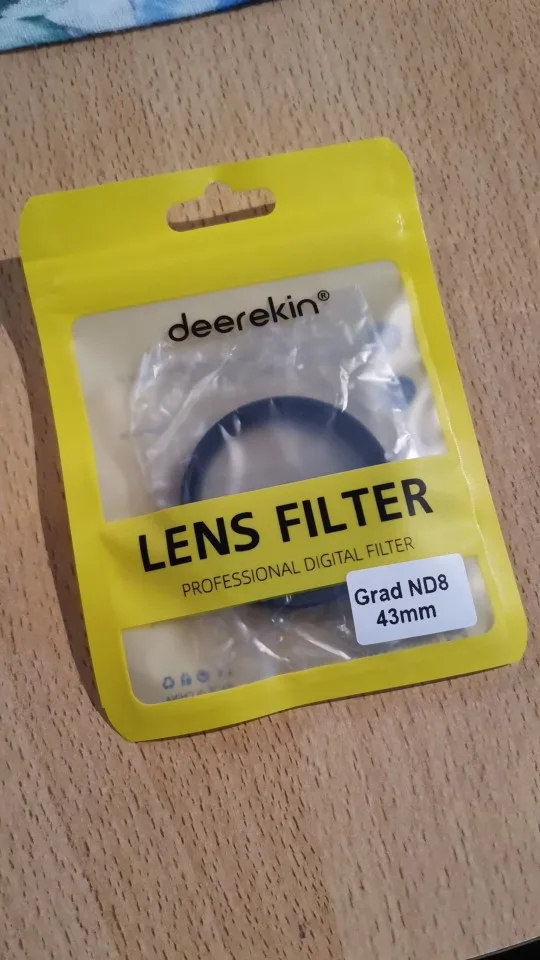 deerekin®
LENS FILTER
PROFESSIONAL DIGITAL FILTER
Grad ND8
43mm